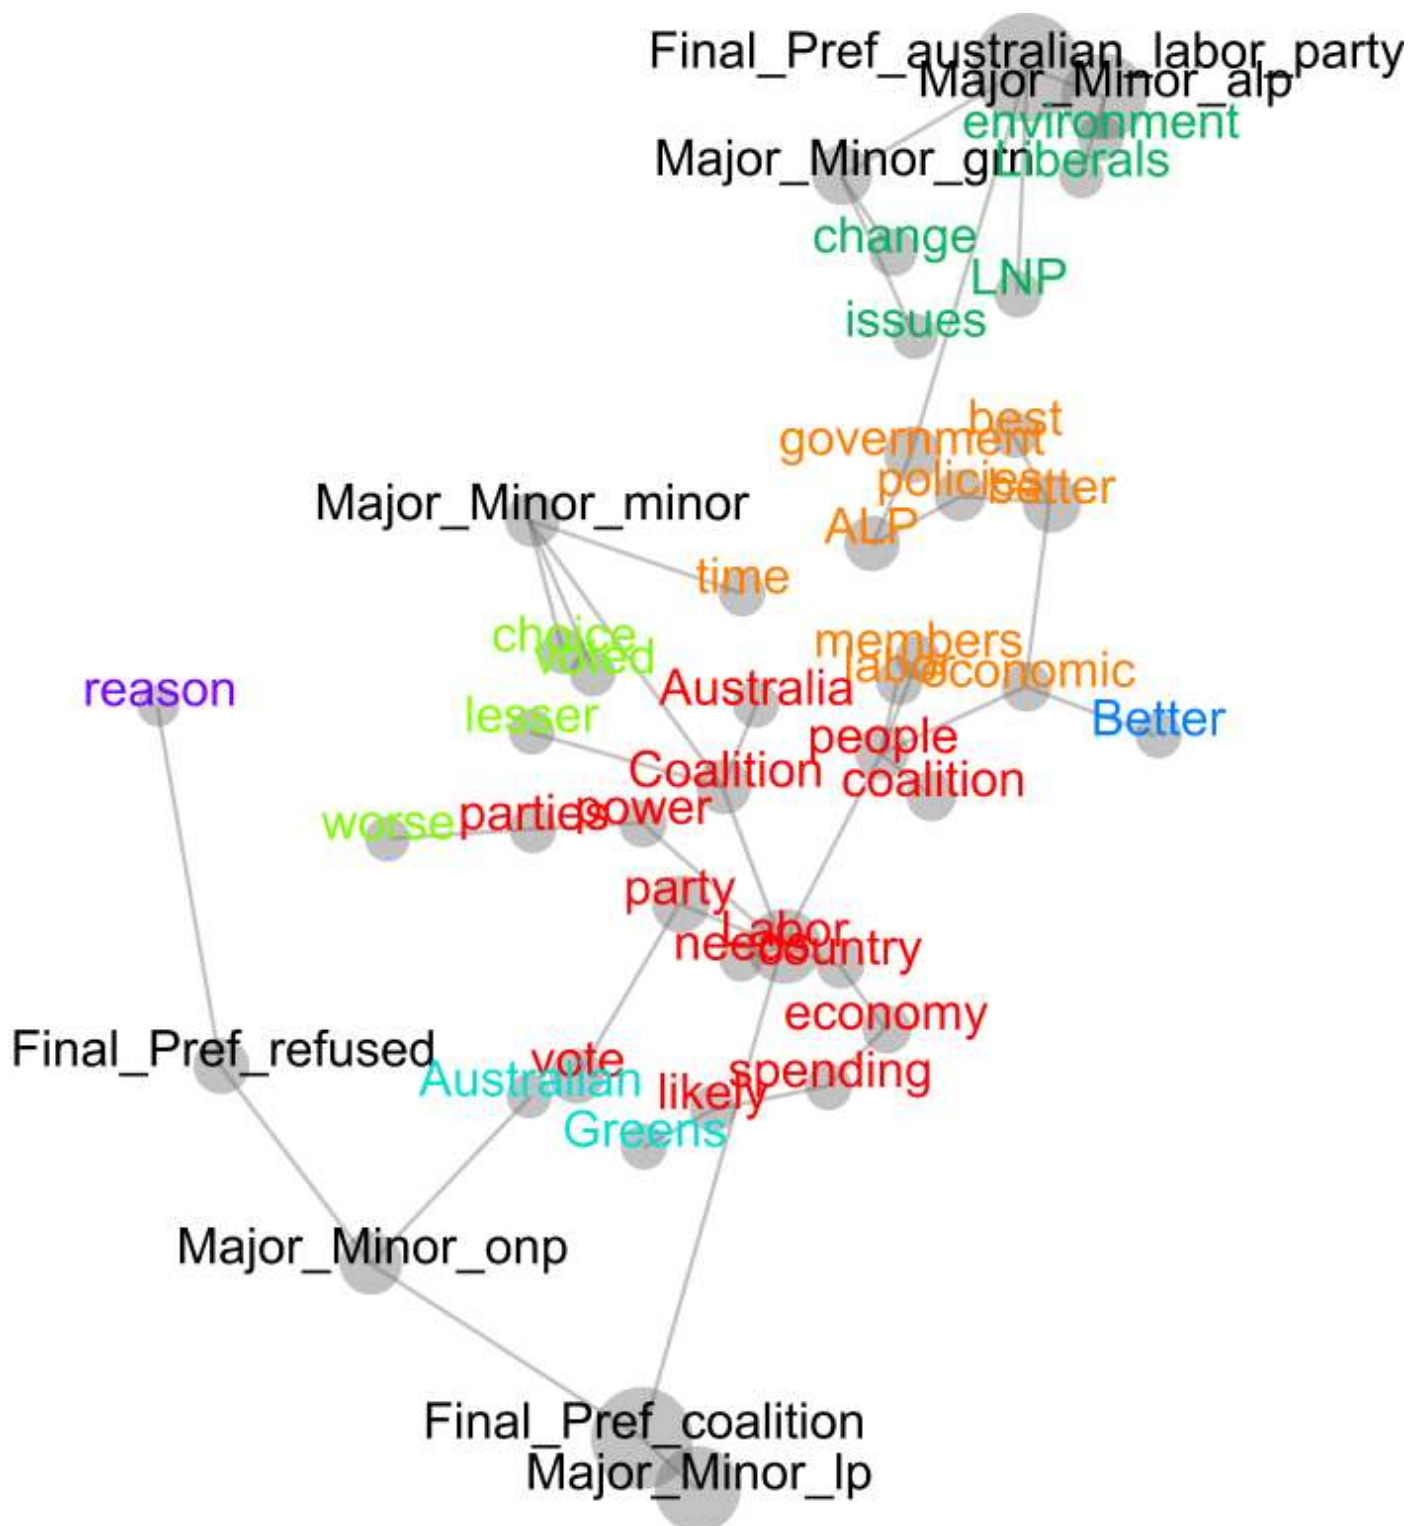 Final_Pref_australian_labor_party
Major_Minor_alp
environment
Major_Minor_grn
Liberals
change
LNP
issues
best
government
policies
better
Major_Minor_minor
ALP
time
choice
members
voted
labor
economic
reason
Australia
lesser
Better
people
Coalition
coalition
power
parties
worse
party
Labor
need
country
economy
Final_Pref_refused
vote
spending
Australian
likely
Greens
Major_Minor_onp
Final_Pref_coalition
Major_Minor_lp